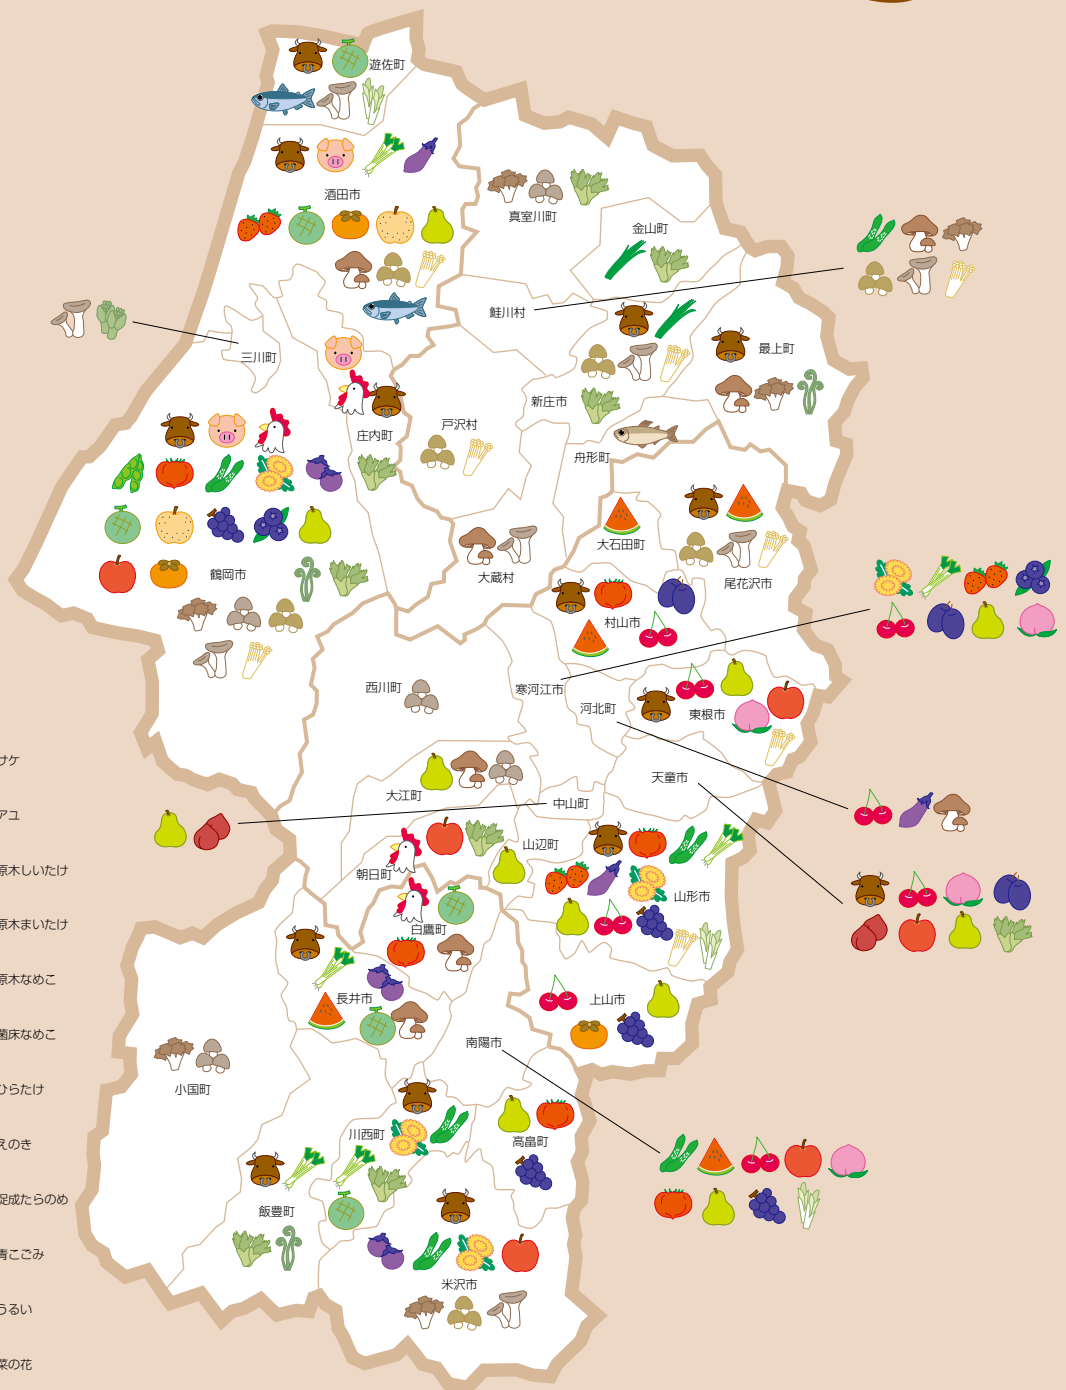 遊佐町
酒田市
真室川町
金山町
鮭川村
最上町
三川町
新庄市
戸沢村
庄内町
舟形町
大石田町
鶴岡市
大蔵村
尾花沢市
村山市
西川町
寒河江市
河北町
東根市
天童市
大江町
中山町
山辺町
朝日町
山形市
白鷹町
長井市
上山市
南陽市
小国町
川西町
高畠町
飯豊町
米沢市
サケ
アユ
原木しいたけ
原木まいたけ
原木なめこ
菌床なめこ
ひらたけ
えのき
促成たらのめ
青こごみ
うるい
菜の花